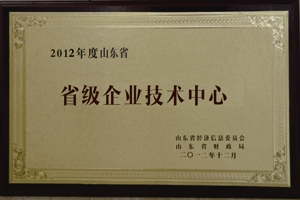 2012年度山东省
省级企业技术中心
山东省经济信息委员会
山东省财政局
二〇一二年十二月